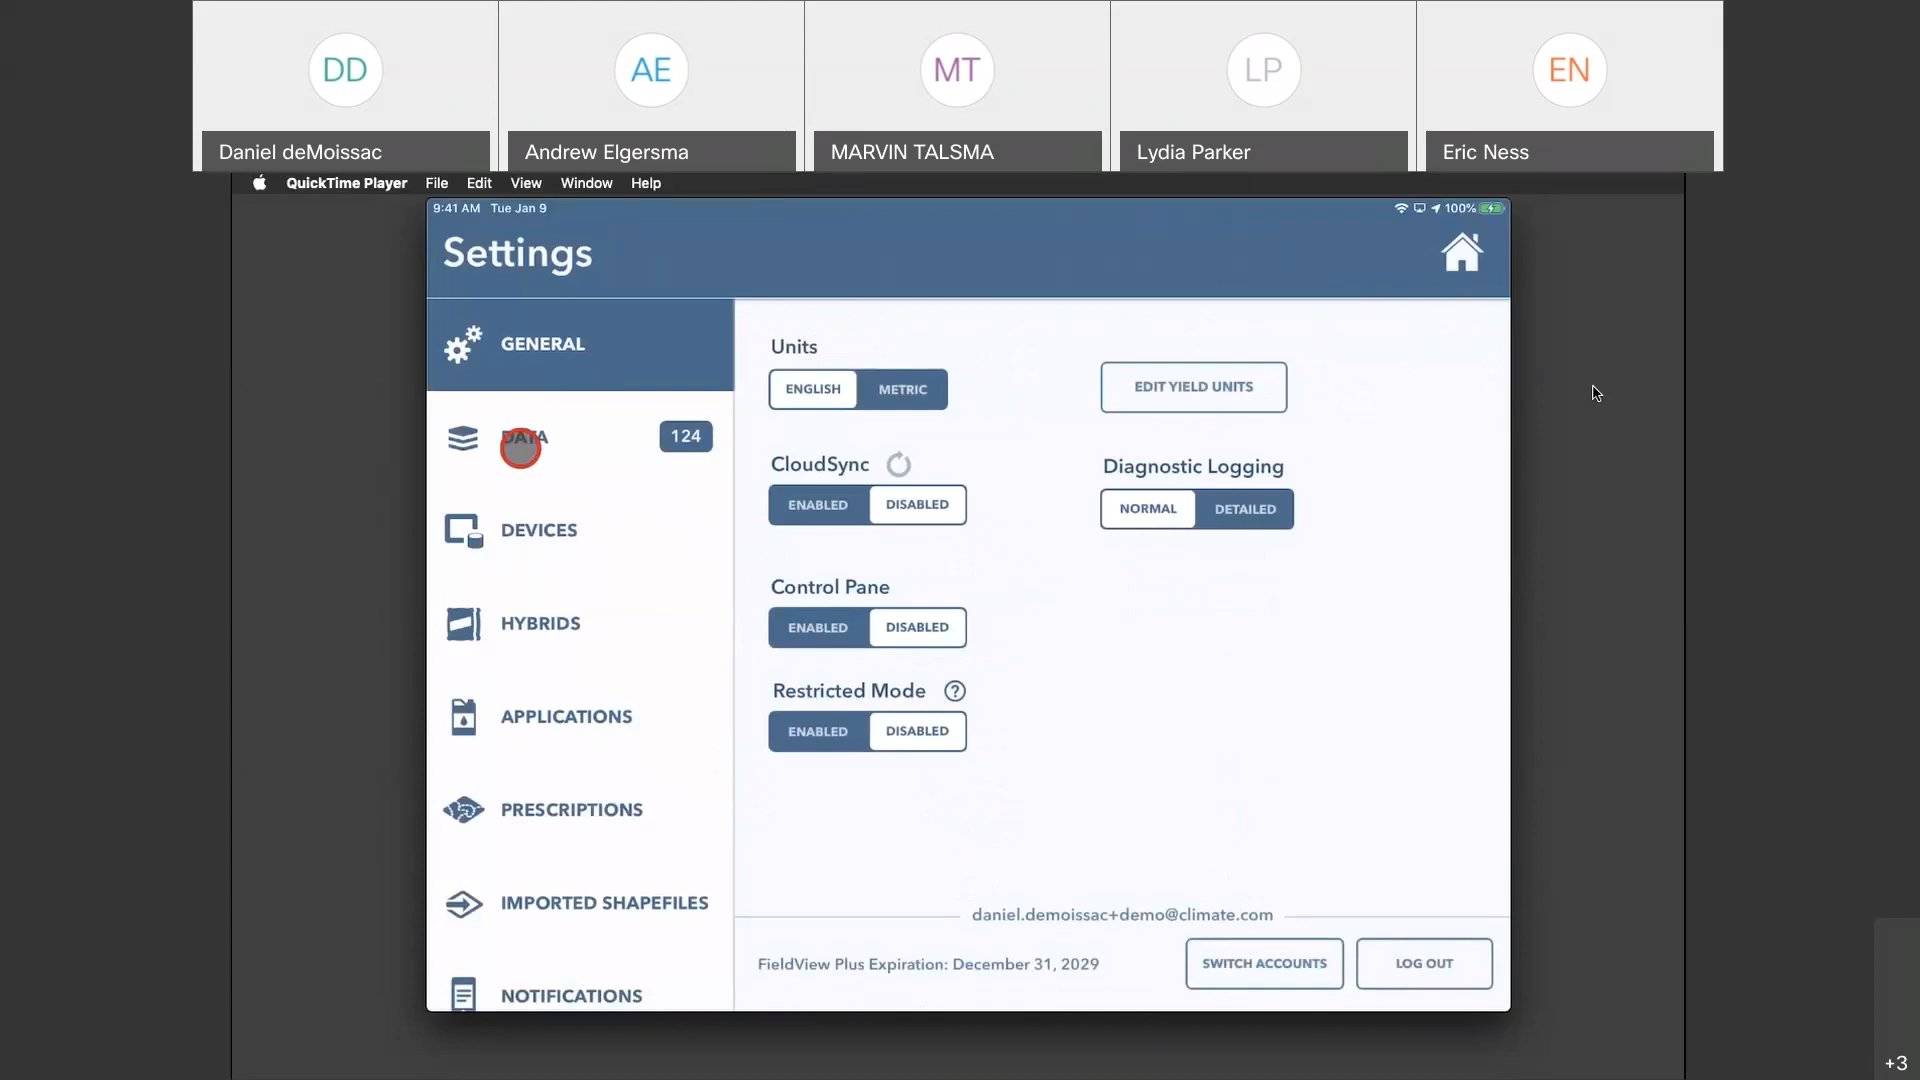 DD
AE
MT
LP
EN
Daniel deMoissac
Andrew Elgersma
MARVIN TALSMA
Lydia Parker
Eric Ness
QuickTime Player File Edit View Window Help
9:41 AM Tue Jan 9
100%
Settings
GENERAL
DATA
124
DEVICES
HYBRIDS
APPLICATIONS
PRESCRIPTIONS
IMPORTED SHAPEFILES
NOTIFICATIONS
Units
ENGLISH METRIC
EDIT YIELD UNITS
CloudSync
ENABLED DISABLED
Diagnostic Logging
NORMAL DETAILED
Control Pane
ENABLED DISABLED
Restricted Mode ?
ENABLED DISABLED
daniel.demoissac+demo@climate.com
FieldView Plus Expiration: December 31, 2029
SWITCH ACCOUNTS
LOG OUT
+3